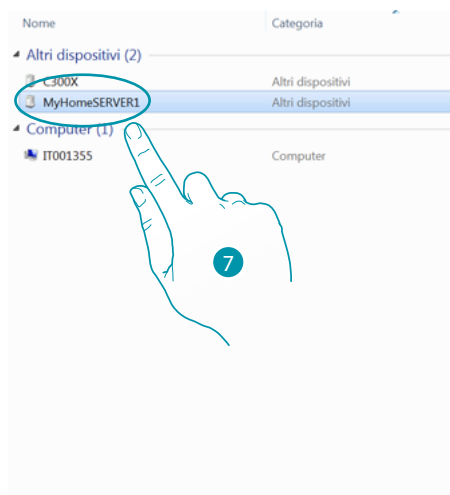 Nome Categoria
Altri dispositivi (2)
C300X Altri dispositivi
MyHomeSERVER1 Altri dispositivi
Computer (1)
IT001355 Computer
7